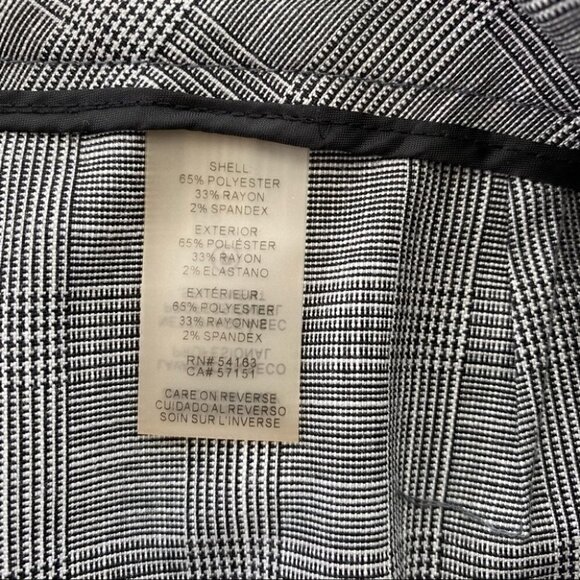 SHELL
65% POLYESTER
33% RAYON
2% SPANDEX
EXTERIOR
65% POLIÉSTER
33% RAYON
2% ELASTANO
EXTÉRIEUR
65% POLYESTER
33% RAYONNE
2% SPANDEX
RN# 54163
CA# 57151
CARE ON REVERSE
CUIDADO AL REVERSO
SOIN SUR L'INVERSE